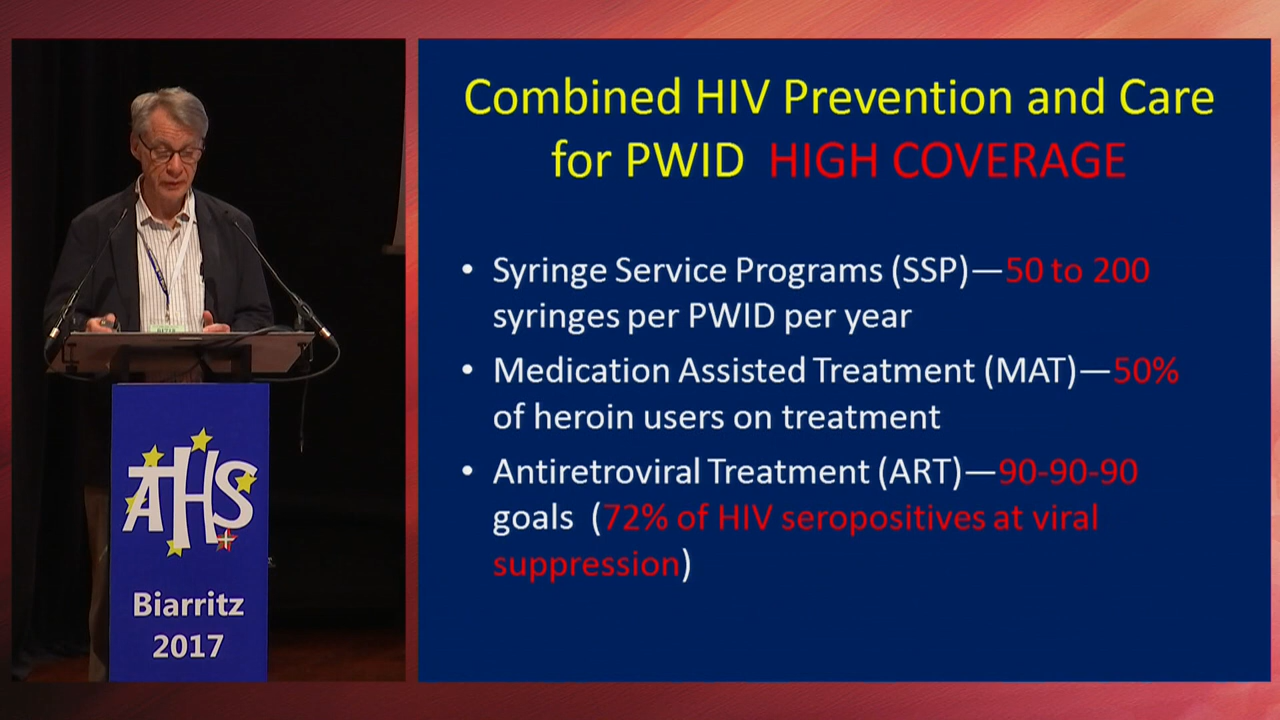 Combined HIV Prevention and Care
for PWID HIGH COVERAGE
• Syringe Service Programs (SSP)—50 to 200
syringes per PWID per year
• Medication Assisted Treatment (MAT)—50%
of heroin users on treatment
• Antiretroviral Treatment (ART)—90-90-90
goals (72% of HIV seropositives at viral
suppression)
AHS
Biarritz
2017